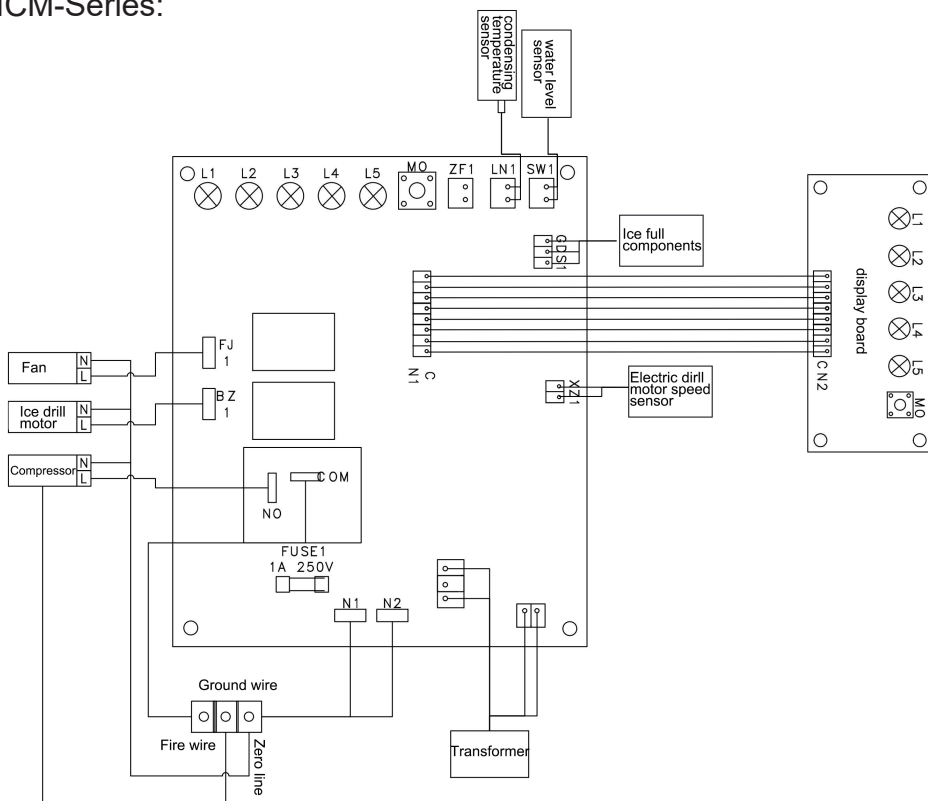 ICM-Series:
condensing
temperature
sensor
water level
sensor
L1 L2 L3 L4 L5 MO ZF1 LN1 SW1
GDS1
Ice full
components
L1
L2
L3
L4
L5
MO
display board
CN2
CN1
XZ1
Electric dirll
motor speed
sensor
Fan
N
L
FJ
1
Ice drill
motor
N
L
BZ
1
Compressor
N
L
COM
NO
FUSE1
1A 250V
N1 N2
Ground wire
Fire wire
Zero line
Transformer